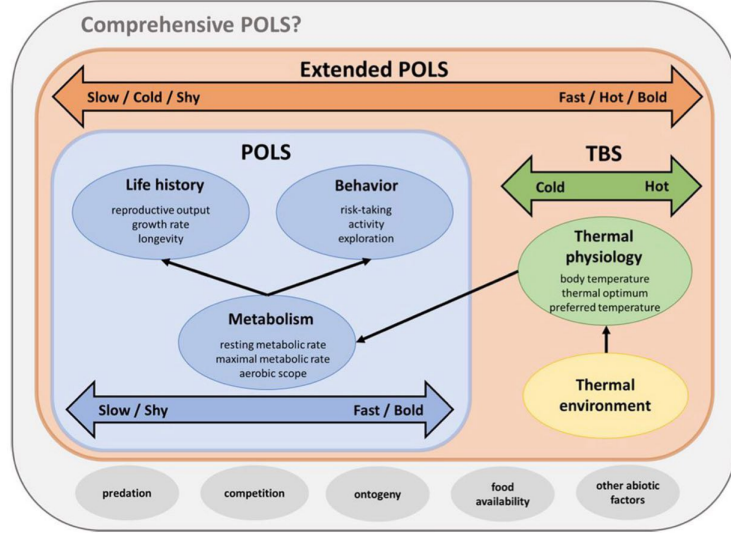 Comprehensive POLS?
Extended POLS
Slow / Cold / Shy
Fast / Hot / Bold
POLS
TBS
Life history
reproductive output
growth rate
longevity
Behavior
risk-taking
activity
exploration
Cold
Hot
Thermal
physiology
body temperature
thermal optimum
preferred temperature
Metabolism
resting metabolic rate
maximal metabolic rate
aerobic scope
Thermal
environment
Slow / Shy
Fast / Bold
predation
competition
ontogeny
food
availability
other abiotic
factors